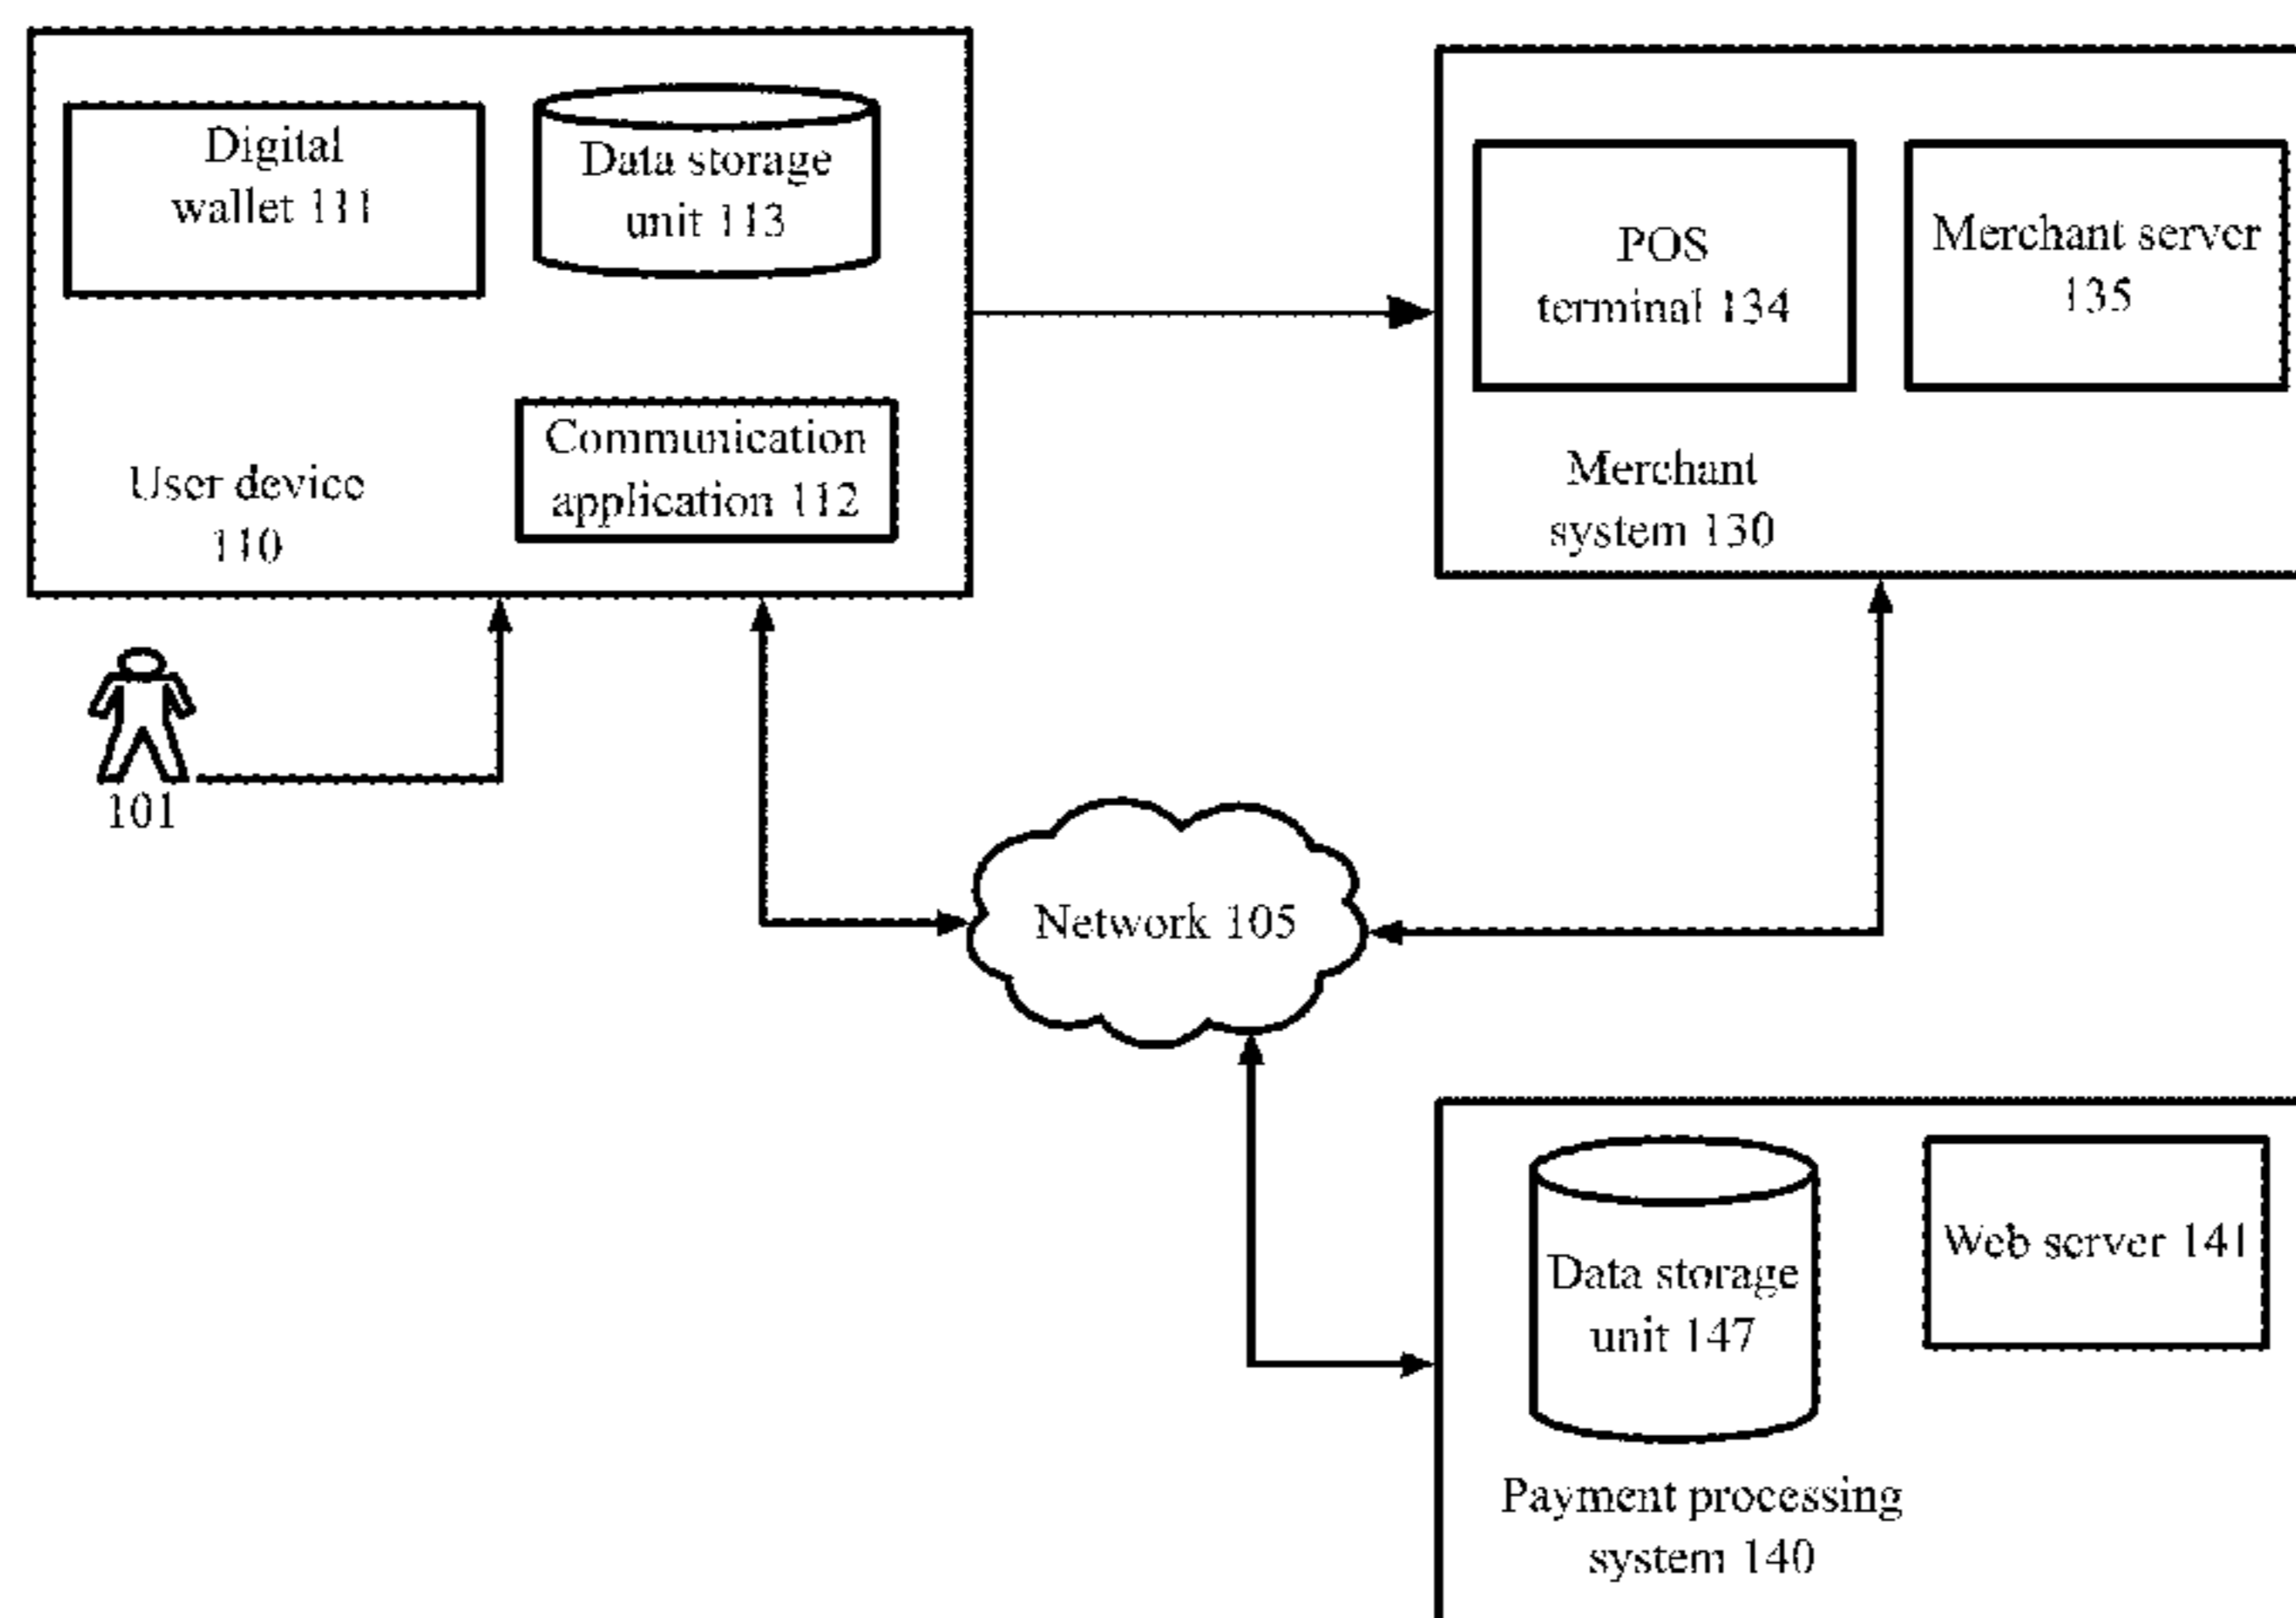 Digital
wallet 111
Data storage
unit 113
Communication
application 112
User device
110
POS
terminal 134
Merchant server
135
Merchant
system 130
101
Network 105
Data storage
unit 147
Web server 141
Payment processing
system 140